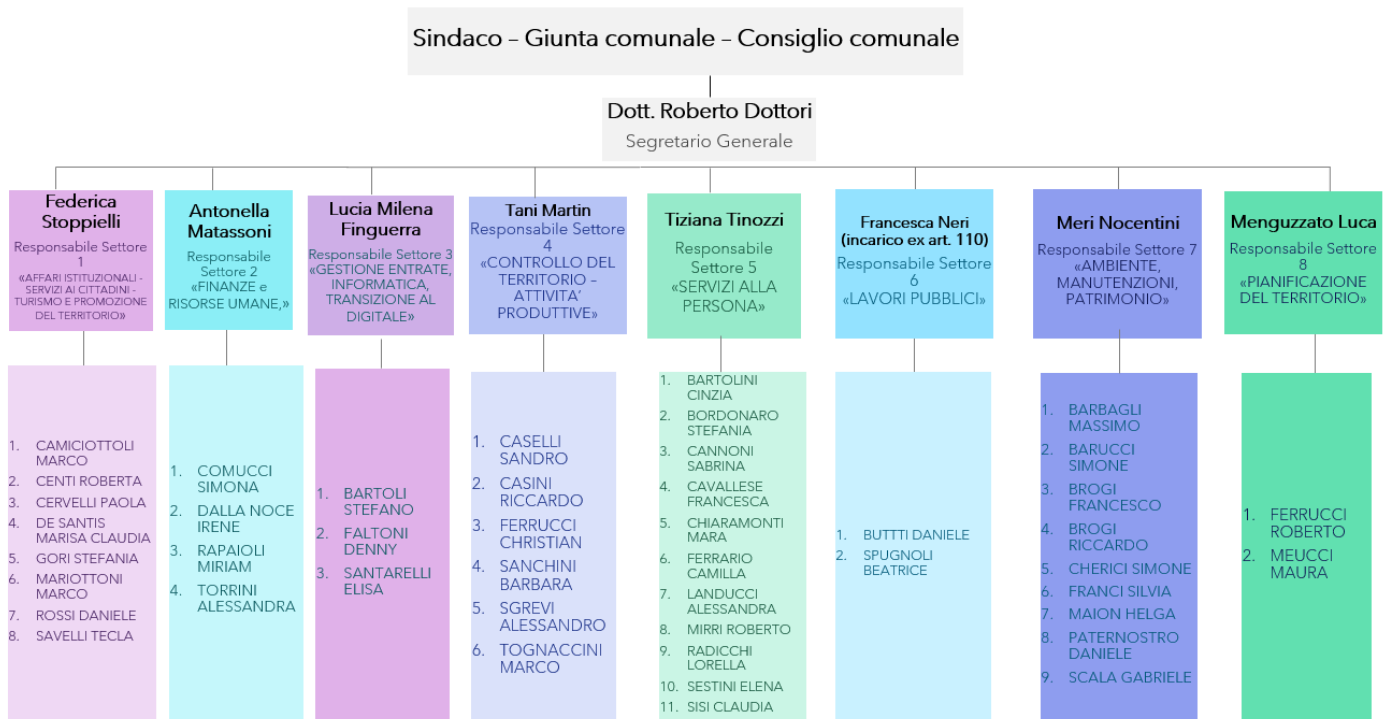 Sindaco – Giunta comunale – Consiglio comunale
Dott. Roberto Dottori
Segretario Generale
Federica
Stoppielli
Responsabile Settore
1
«AFFARI ISTITUZIONALI -
SERVIZI AI CITTADINI -
TURISMO E PROMOZIONE
DEL TERRITORIO»
1. CAMICIOTTOLI
MARCO
2. CENTI ROBERTA
3. CERVELLI PAOLA
4. DE SANTIS
MARISA CLAUDIA
5. GORI STEFANIA
6. MARIOTTONI
MARCO
7. ROSSI DANIELE
8. SAVELLI TECLA
Antonella
Matassoni
Responsabile
Settore 2
«FINANZE e
RISORSE UMANE,»
1. COMUCCI
SIMONA
2. DALLA NOCE
IRENE
3. RAPAIOLI
MIRIAM
4. TORRINI
ALESSANDRA
Lucia Milena
Finguerra
Responsabile Settore 3
«GESTIONE ENTRATE,
INFORMATICA,
TRANSIZIONE AL
DIGITALE»
1. BARTOLI
STEFANO
2. FALTONI
DENNY
3. SANTARELLI
ELISA
Tani Martin
Responsabile Settore
4
«CONTROLLO DEL
TERRITORIO –
ATTIVITA'
PRODUTTIVE»
1. CASELLI
SANDRO
2. CASINI
RICCARDO
3. FERRUCCI
CHRISTIAN
4. SANCHINI
BARBARA
5. SGREVI
ALESSANDRO
6. TOGNACCINI
MARCO
Tiziana Tinozzi
Responsabile
Settore 5
«SERVIZI ALLA
PERSONA»
1. BARTOLINI
CINZIA
2. BORDONARO
STEFANIA
3. CANNONI
SABRINA
4. CAVALLESE
FRANCESCA
5. CHIARAMONTI
MARA
6. FERRARIO
CAMILLA
7. LANDUCCI
ALESSANDRA
8. MIRRI ROBERTO
9. RADICCHI
LORELLA
10. SESTINI ELENA
11. SISI CLAUDIA
Francesca Neri
(incarico ex art. 110)
Responsabile Settore
6
«LAVORI PUBBLICI»
1. BUTTTI DANIELE
2. SPUGNOLI
BEATRICE
Meri Nocentini
Responsabile Settore 7
«AMBIENTE,
MANUTENZIONI,
PATRIMONIO»
1. BARBAGLI
MASSIMO
2. BARUCCI
SIMONE
3. BROGI
FRANCESCO
4. BROGI
RICCARDO
5. CHERICI SIMONE
6. FRANCI SILVIA
7. MAION HELGA
8. PATERNOSTRO
DANIELE
9. SCALA GABRIELE
Menguzzato Luca
Responsabile Settore
8
«PIANIFICAZIONE
DEL TERRITORIO»
1. FERRUCCI
ROBERTO
2. MEUCCI
MAURA